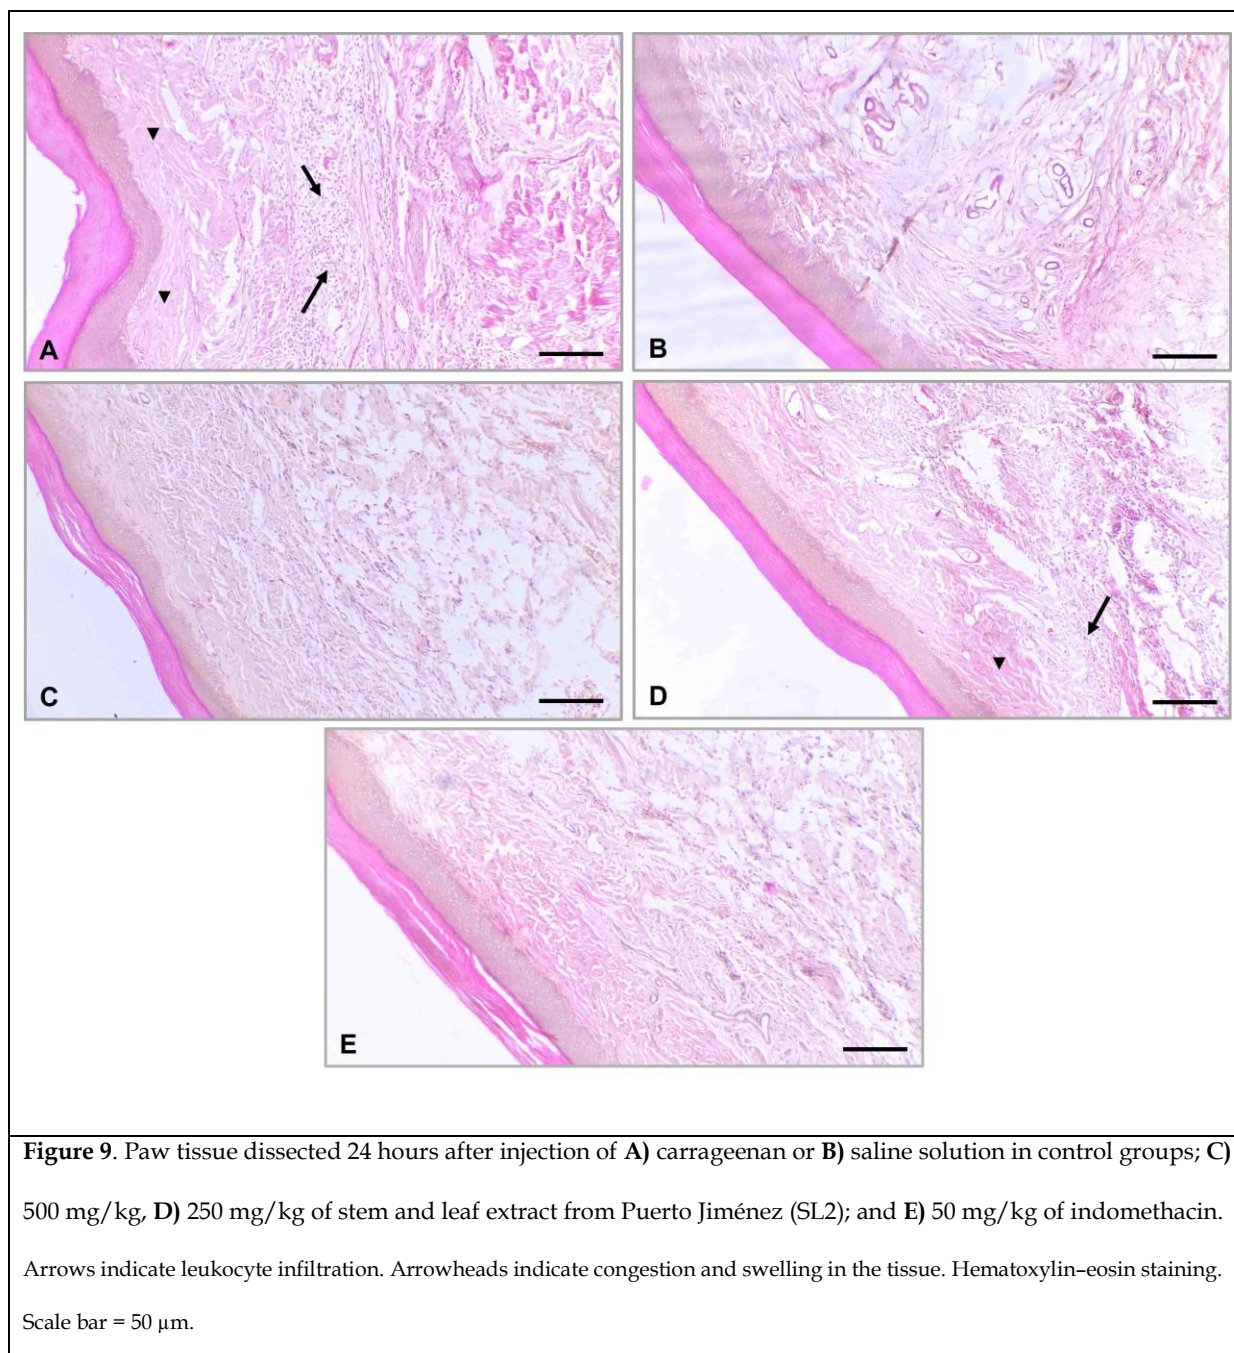 A
B
C
D
E
Figure 9. Paw tissue dissected 24 hours after injection of A) carrageenan or B) saline solution in control groups; C)
500 mg/kg, D) 250 mg/kg of stem and leaf extract from Puerto Jiménez (SL2); and E) 50 mg/kg of indomethacin.
Arrows indicate leukocyte infiltration. Arrowheads indicate congestion and swelling in the tissue. Hematoxylin–eosin staining.
Scale bar = 50 µm.